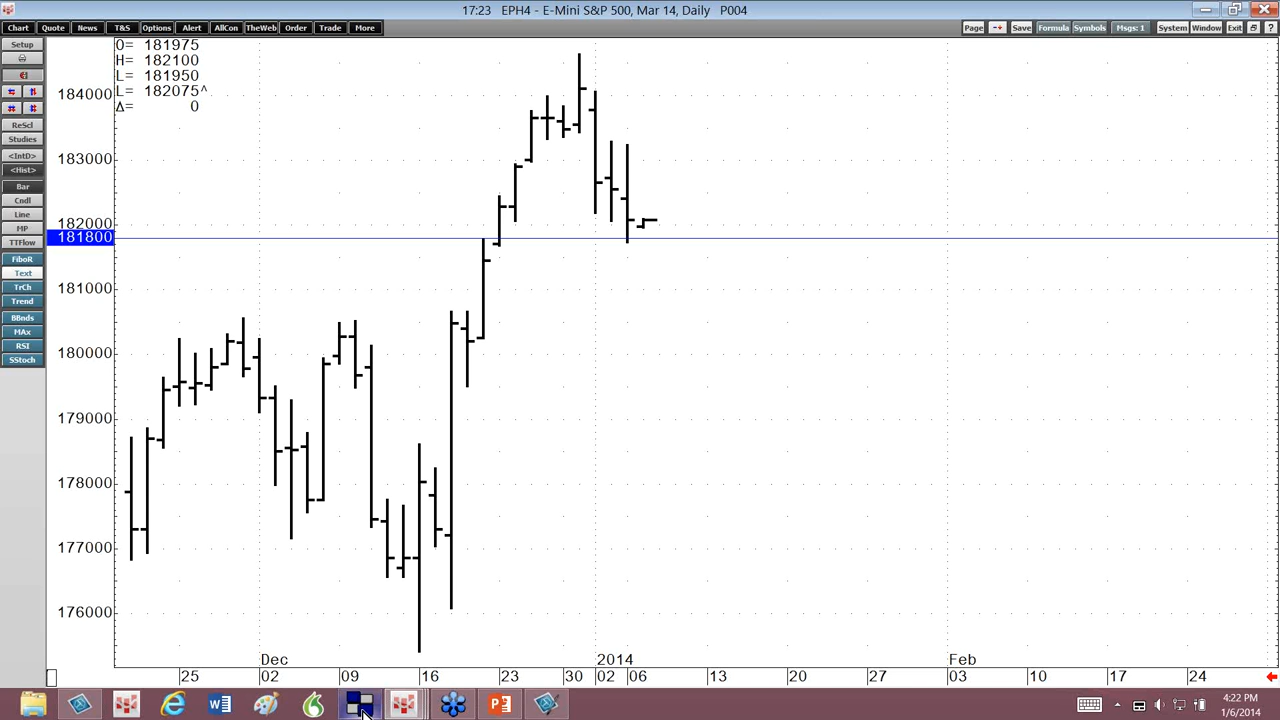 17:23 EPH4 - E-Mini S&P 500, Mar 14, Daily P004
Chart Quote News T&S Options Alert AllCon TheWeb Order Trade More Page Save Formula Symbols Msgs: 1 System Window Exit ?
Setup
ReScl
Studies
<IntD>
<Hist>
Bar
Cndl
Line
MP
TTFlow
FiboR
Text
TrCh
Trend
BBnds
MAx
RSI
SStoch
O= 181975
H= 182100
L= 181950
L= 182075^
Δ= 0
184000
183000
182000
181800
181000
180000
179000
178000
177000
176000
Dec 2014 Feb
25 02 09 16 23 30 02 06 13 20 27 03 10 17 24
4:22 PM
1/6/2014